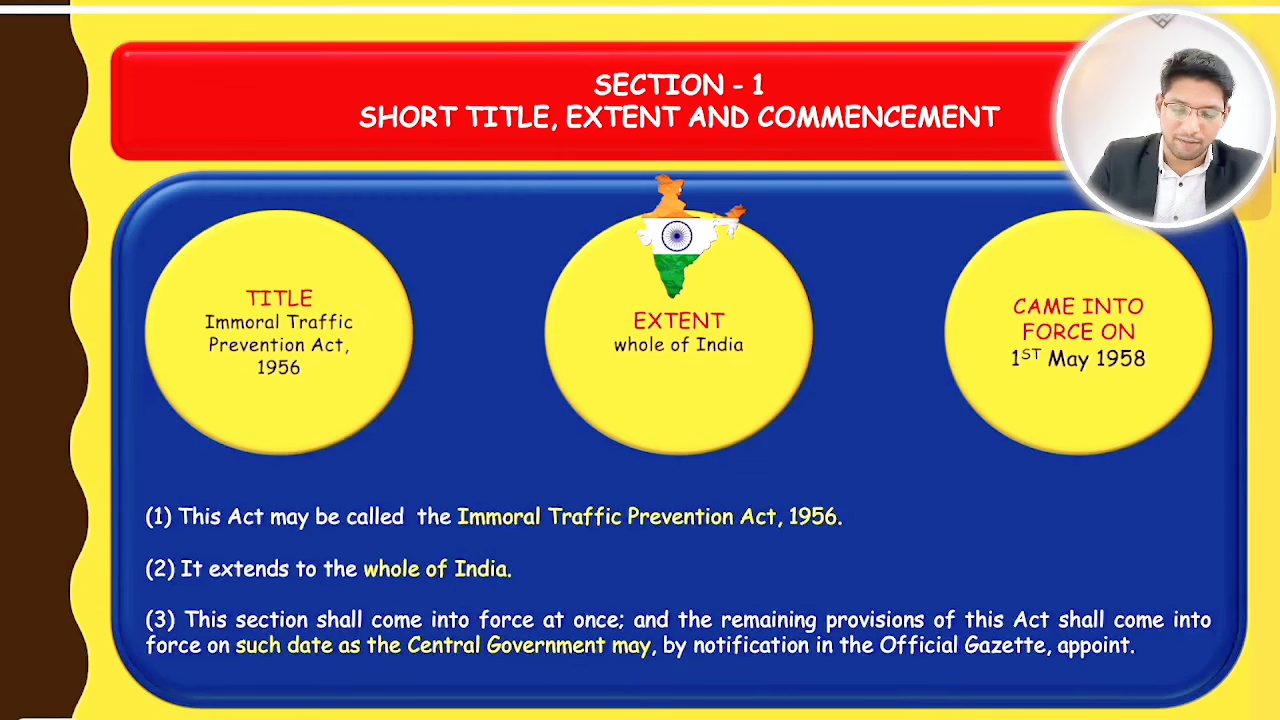 SECTION - 1
SHORT TITLE, EXTENT AND COMMENCEMENT
TITLE
Immoral Traffic
Prevention Act,
1956
EXTENT
whole of India
CAME INTO
FORCE ON
1ST May 1958
(1) This Act may be called the Immoral Traffic Prevention Act, 1956.
(2) It extends to the whole of India.
(3) This section shall come into force at once; and the remaining provisions of this Act shall come into
force on such date as the Central Government may, by notification in the Official Gazette, appoint.